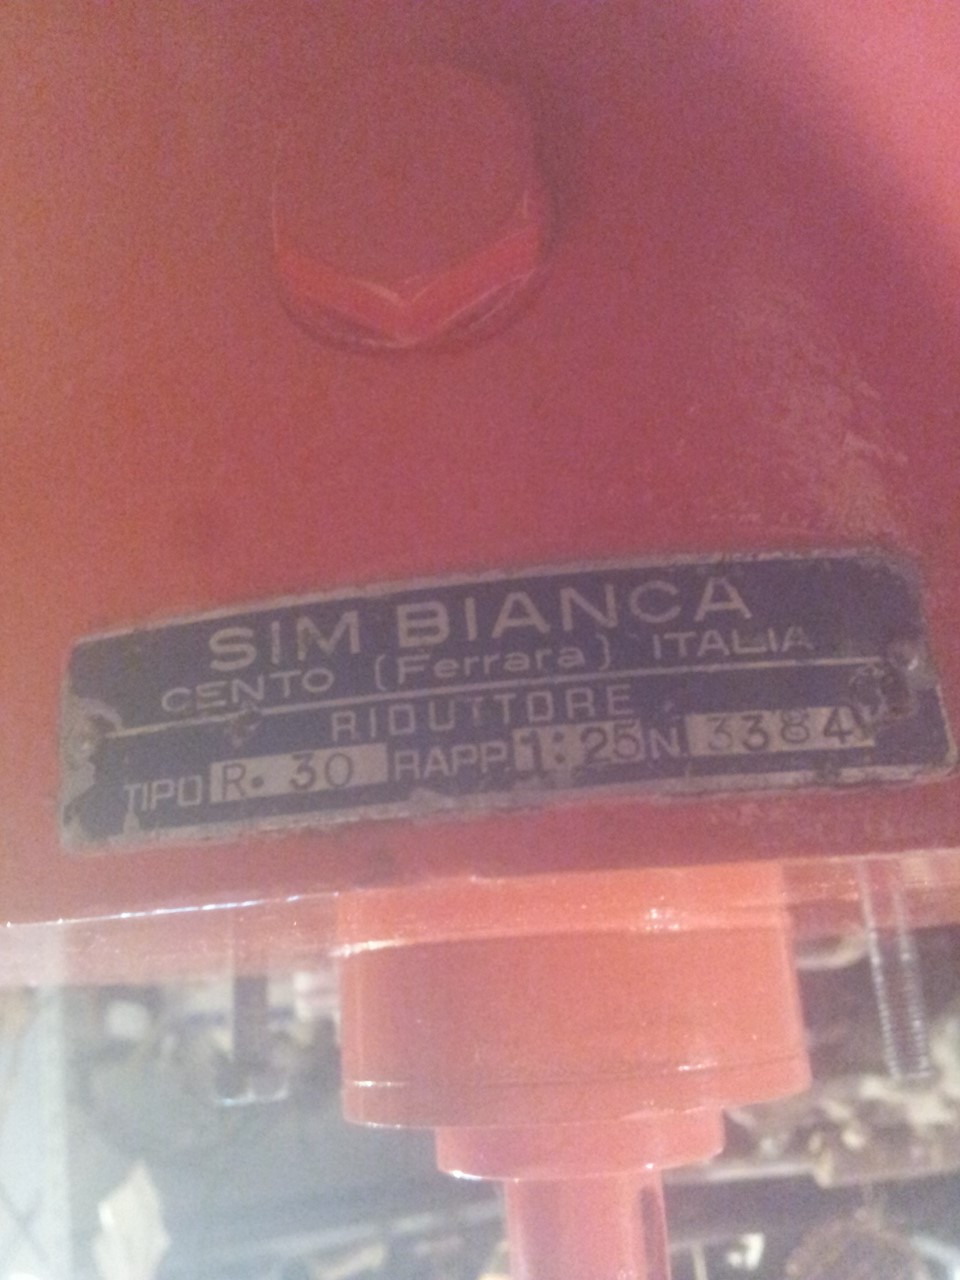 SIM BIANCA
CENTO (Ferrara) ITALIA
RIDUTTORE
TIPO R. 30 RAPP 1:25 N 3384